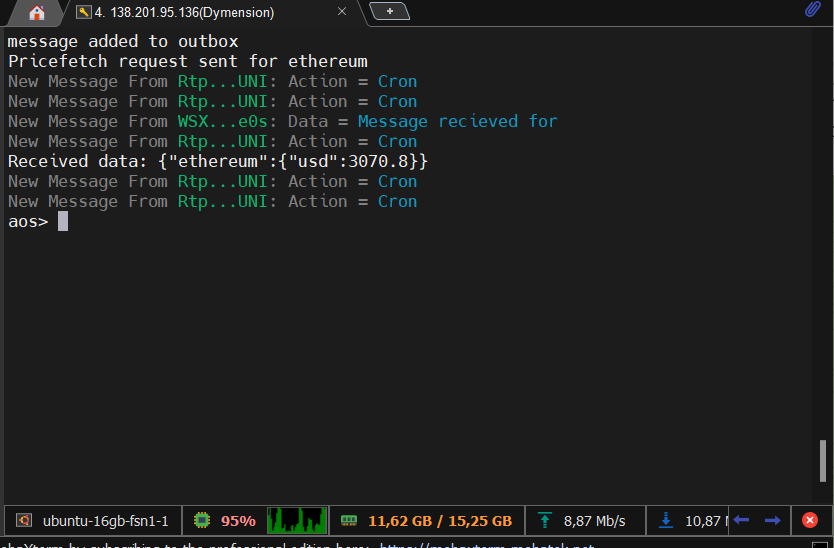 4. 138.201.95.136(Dymension)
message added to outbox
Pricefetch request sent for ethereum
New Message From Rtp...UNI: Action = Cron
New Message From Rtp...UNI: Action = Cron
New Message From WSX...e0s: Data = Message recieved for
New Message From Rtp...UNI: Action = Cron
Received data: {"ethereum":{"usd":3070.8}}
New Message From Rtp...UNI: Action = Cron
New Message From Rtp...UNI: Action = Cron
aos>
ubuntu-16gb-fsn1-1 95% 11,62 GB / 15,25 GB 8,87 Mb/s 10,87
by subscribing to the professional edition here: https://mobaxterm.mobatek.net